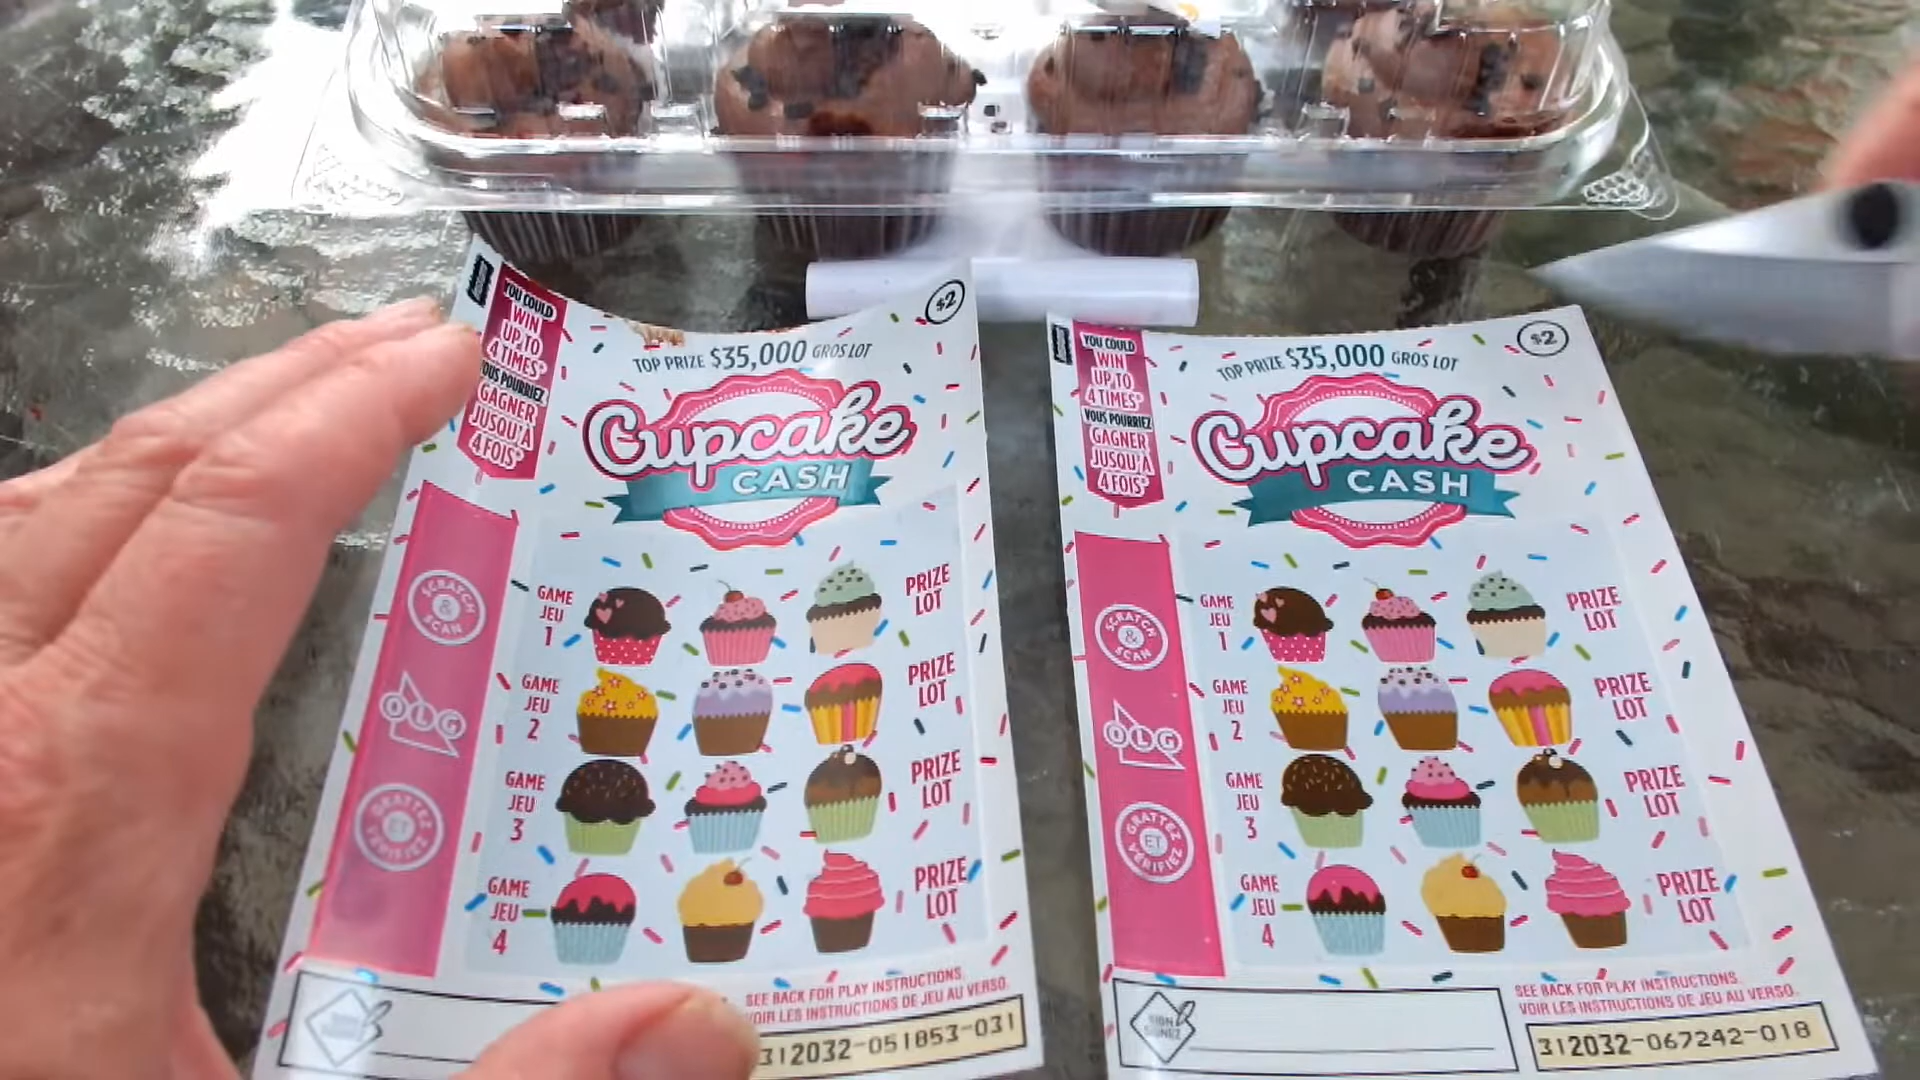 YOU COULD
WIN
UP TO
4 TIMES*
VOUS POURRIEZ
GAGNER
JUSQU'À
4 FOIS*
$2
TOP PRIZE $35,000 GROS LOT
Cupcake
CASH
SCRATCH & SCAN
OLG
GRATTEZ ET VÉRIFIEZ
GAME
JEU
1
PRIZE
LOT
GAME
JEU
2
PRIZE
LOT
GAME
JEU
3
PRIZE
LOT
GAME
JEU
4
PRIZE
LOT
SEE BACK FOR PLAY INSTRUCTIONS.
VOIR LES INSTRUCTIONS DE JEU AU VERSO.
312032-051853-031
YOU COULD
WIN
UP TO
4 TIMES*
VOUS POURRIEZ
GAGNER
JUSQU'À
4 FOIS*
$2
TOP PRIZE $35,000 GROS LOT
Cupcake
CASH
SCRATCH & SCAN
OLG
GRATTEZ ET VÉRIFIEZ
GAME
JEU
1
PRIZE
LOT
GAME
JEU
2
PRIZE
LOT
GAME
JEU
3
PRIZE
LOT
GAME
JEU
4
PRIZE
LOT
SEE BACK FOR PLAY INSTRUCTIONS.
VOIR LES INSTRUCTIONS DE JEU AU VERSO.
SIGN
SIGNEZ
312032-067242-018